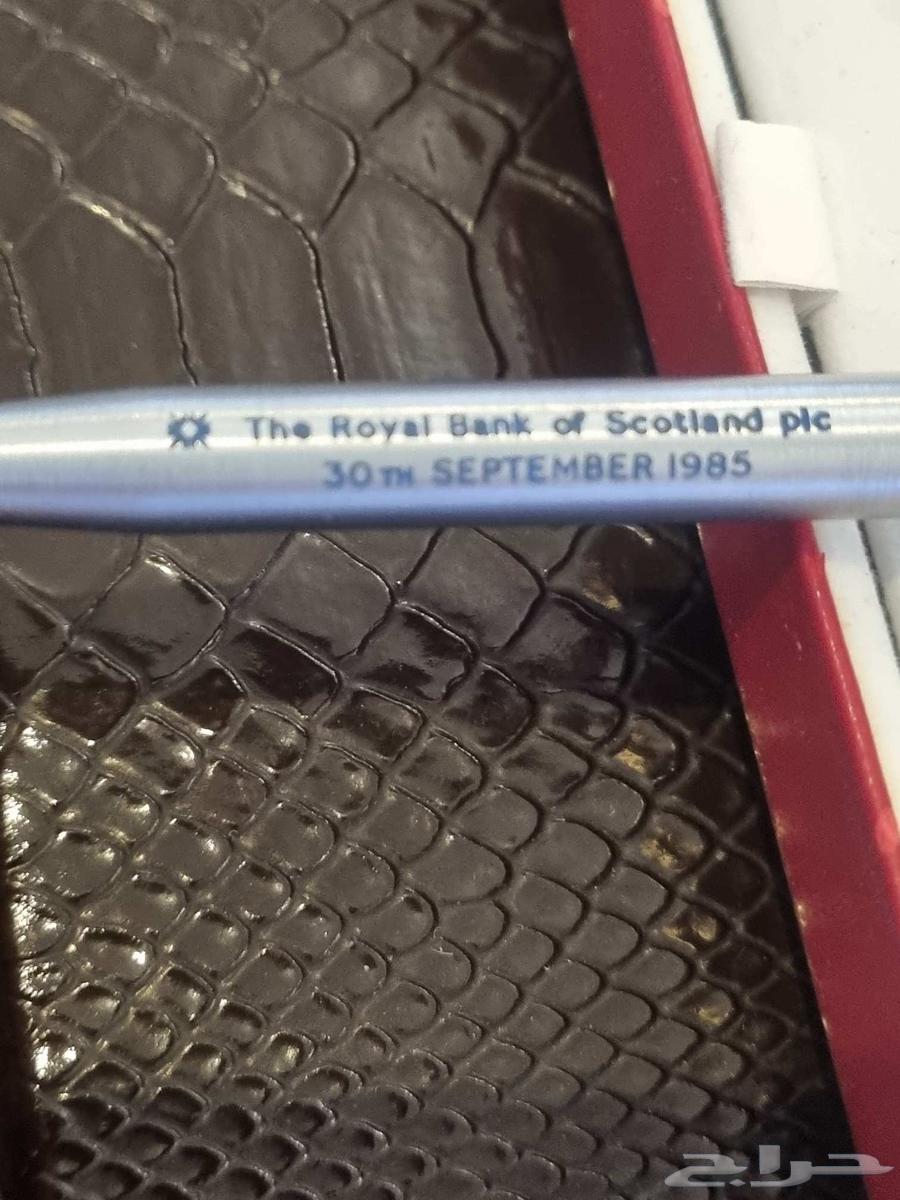 The Royal Bank of Scotland plc
30TH SEPTEMBER 1985
حراج